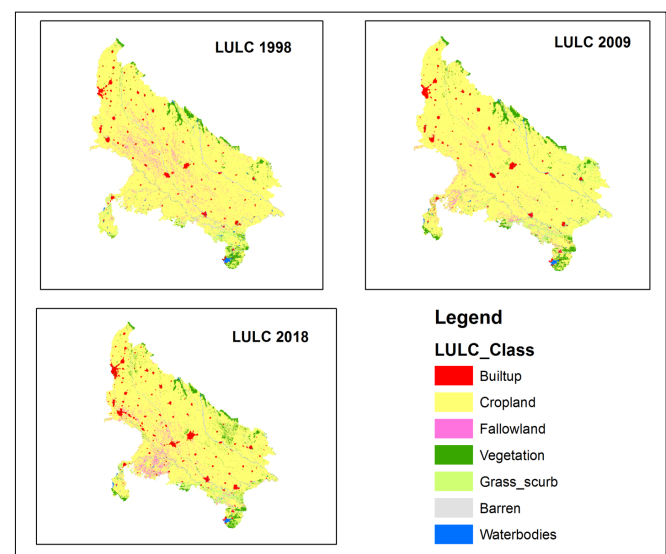 LULC 1998
LULC 2009
LULC 2018
Legend
LULC_Class
Builtup
Cropland
Fallowland
Vegetation
Grass_scurb
Barren
Waterbodies